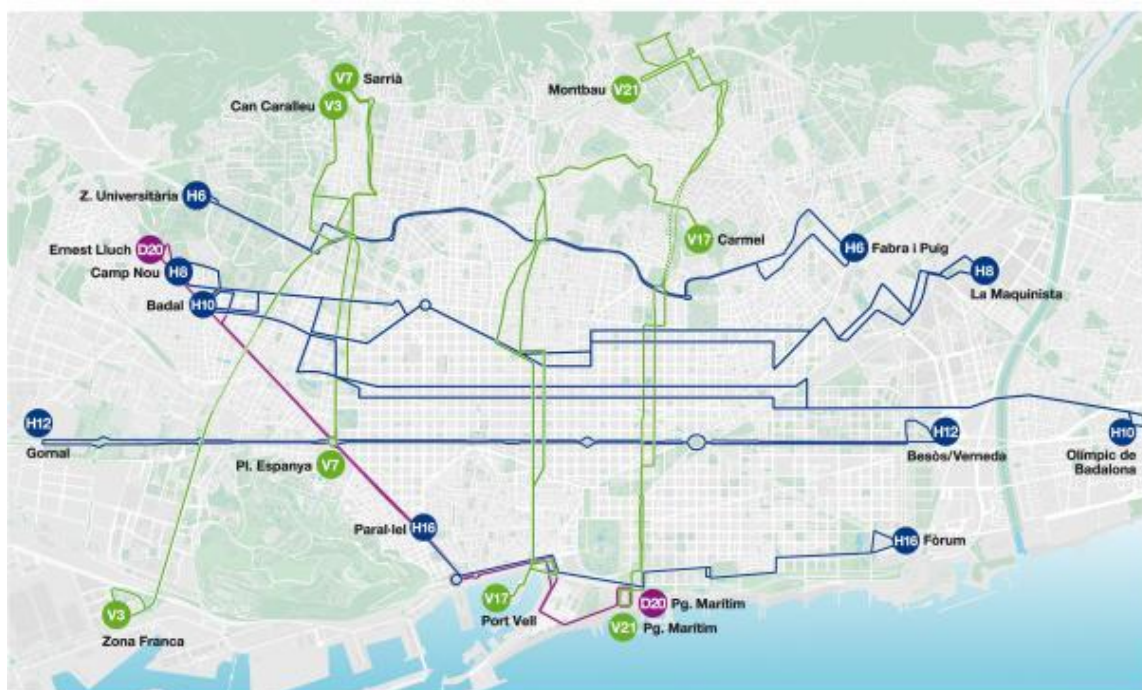 V7 Sarrià
Can Caralleu V3
Montbau V21
Z. Universitària H6
Ernest Lluch D20
Camp Nou H8
Badal H10
V17 Carmel
H6 Fabra i Puig
H8
La Maquinista
H12
Gornal
Pl. Espanya
V7
H12
Besòs/Verneda
H10
Olímpic de
Badalona
Paral·lel H16
H16 Fòrum
V3
Zona Franca
V17
Port Vell
D20 Pg. Marítim
V21 Pg. Marítim